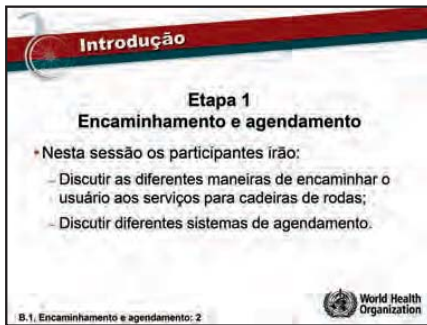 Introdução
Etapa 1
Encaminhamento e agendamento
• Nesta sessão os participantes irão:
– Discutir as diferentes maneiras de encaminhar o
usuário aos serviços para cadeiras de rodas;
– Discutir diferentes sistemas de agendamento.
B.1. Encaminhamento e agendamento: 2
World Health
Organization